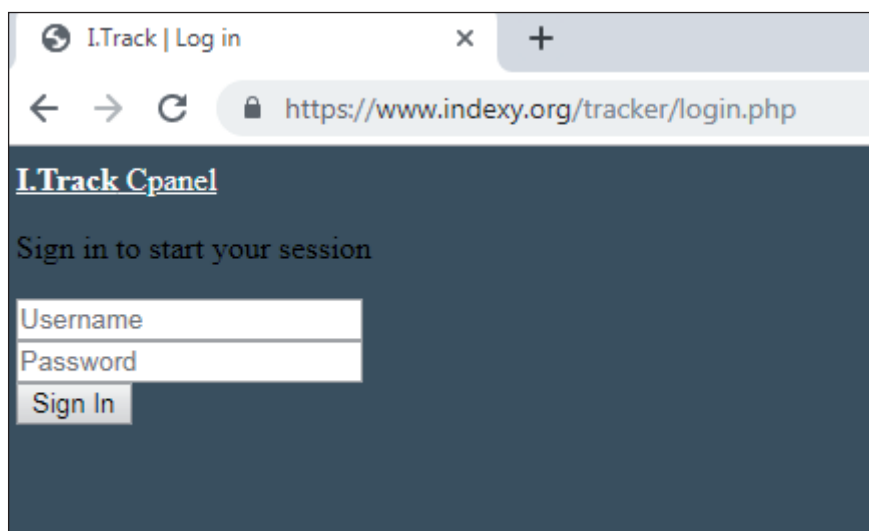 I.Track | Log in
https://www.indexy.org/tracker/login.php
I.Track Cpanel
Sign in to start your session
Username
Password
Sign In